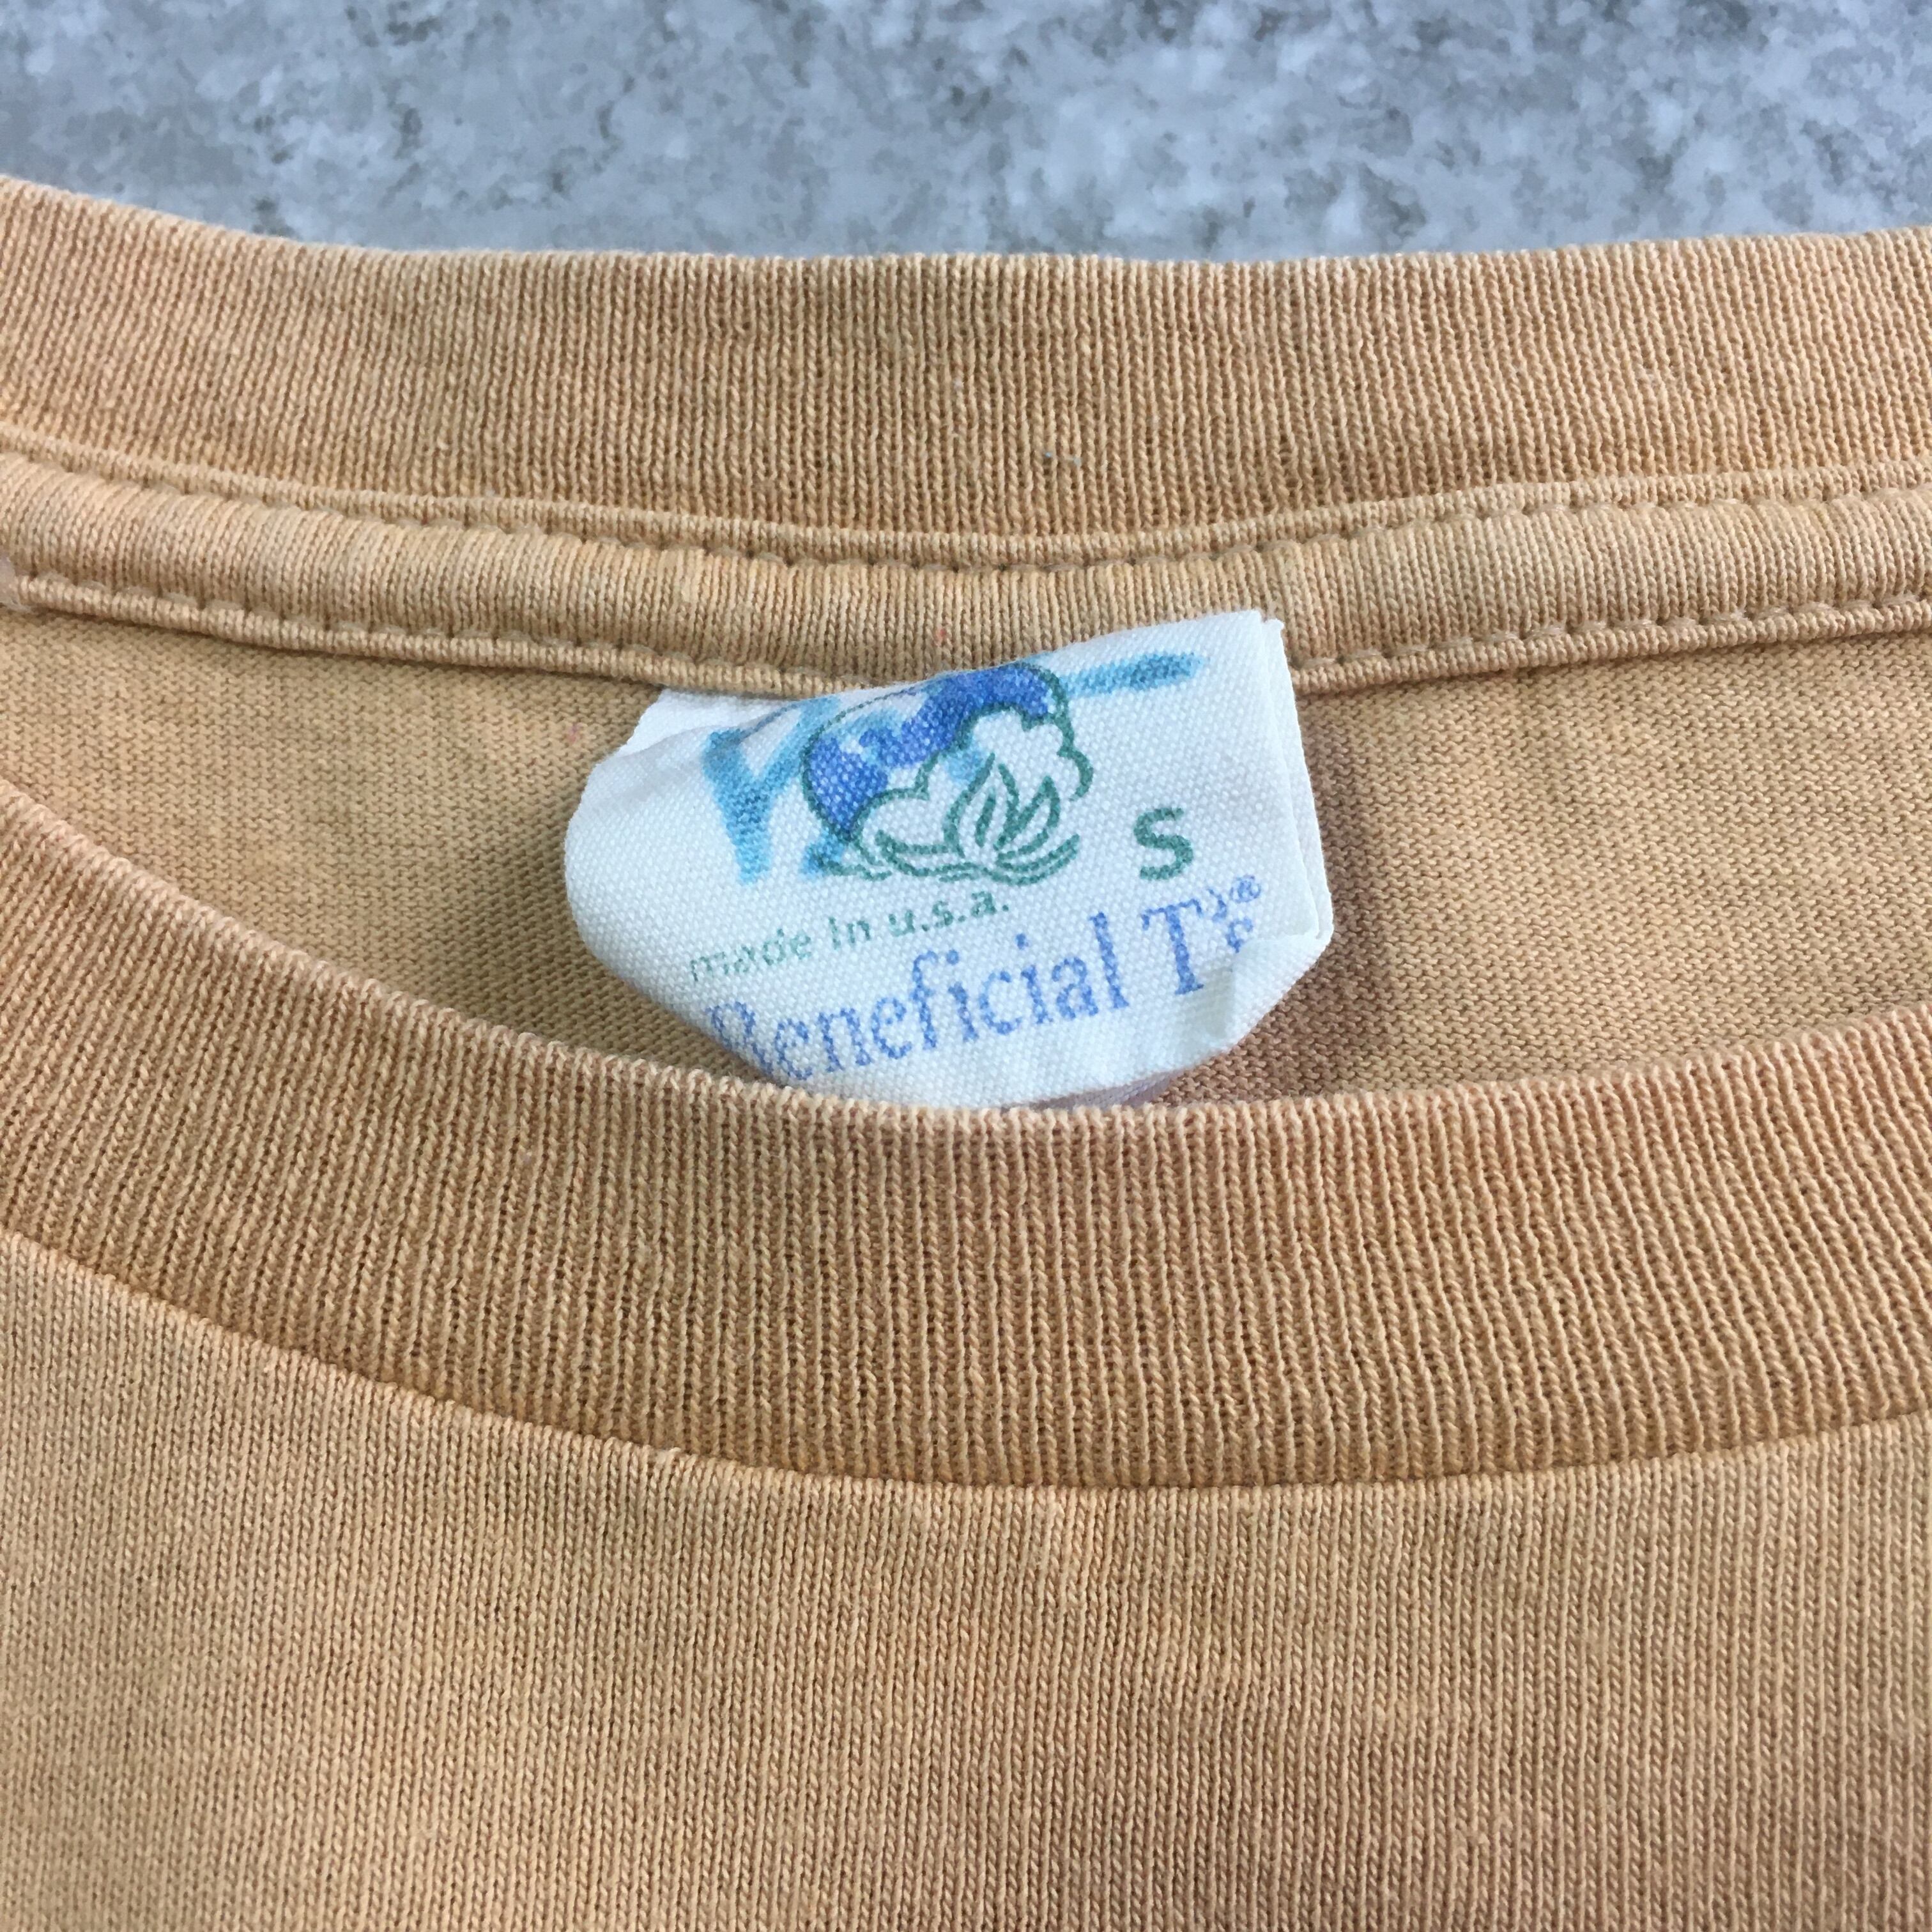 S
made in u.s.a.
Beneficial T's®